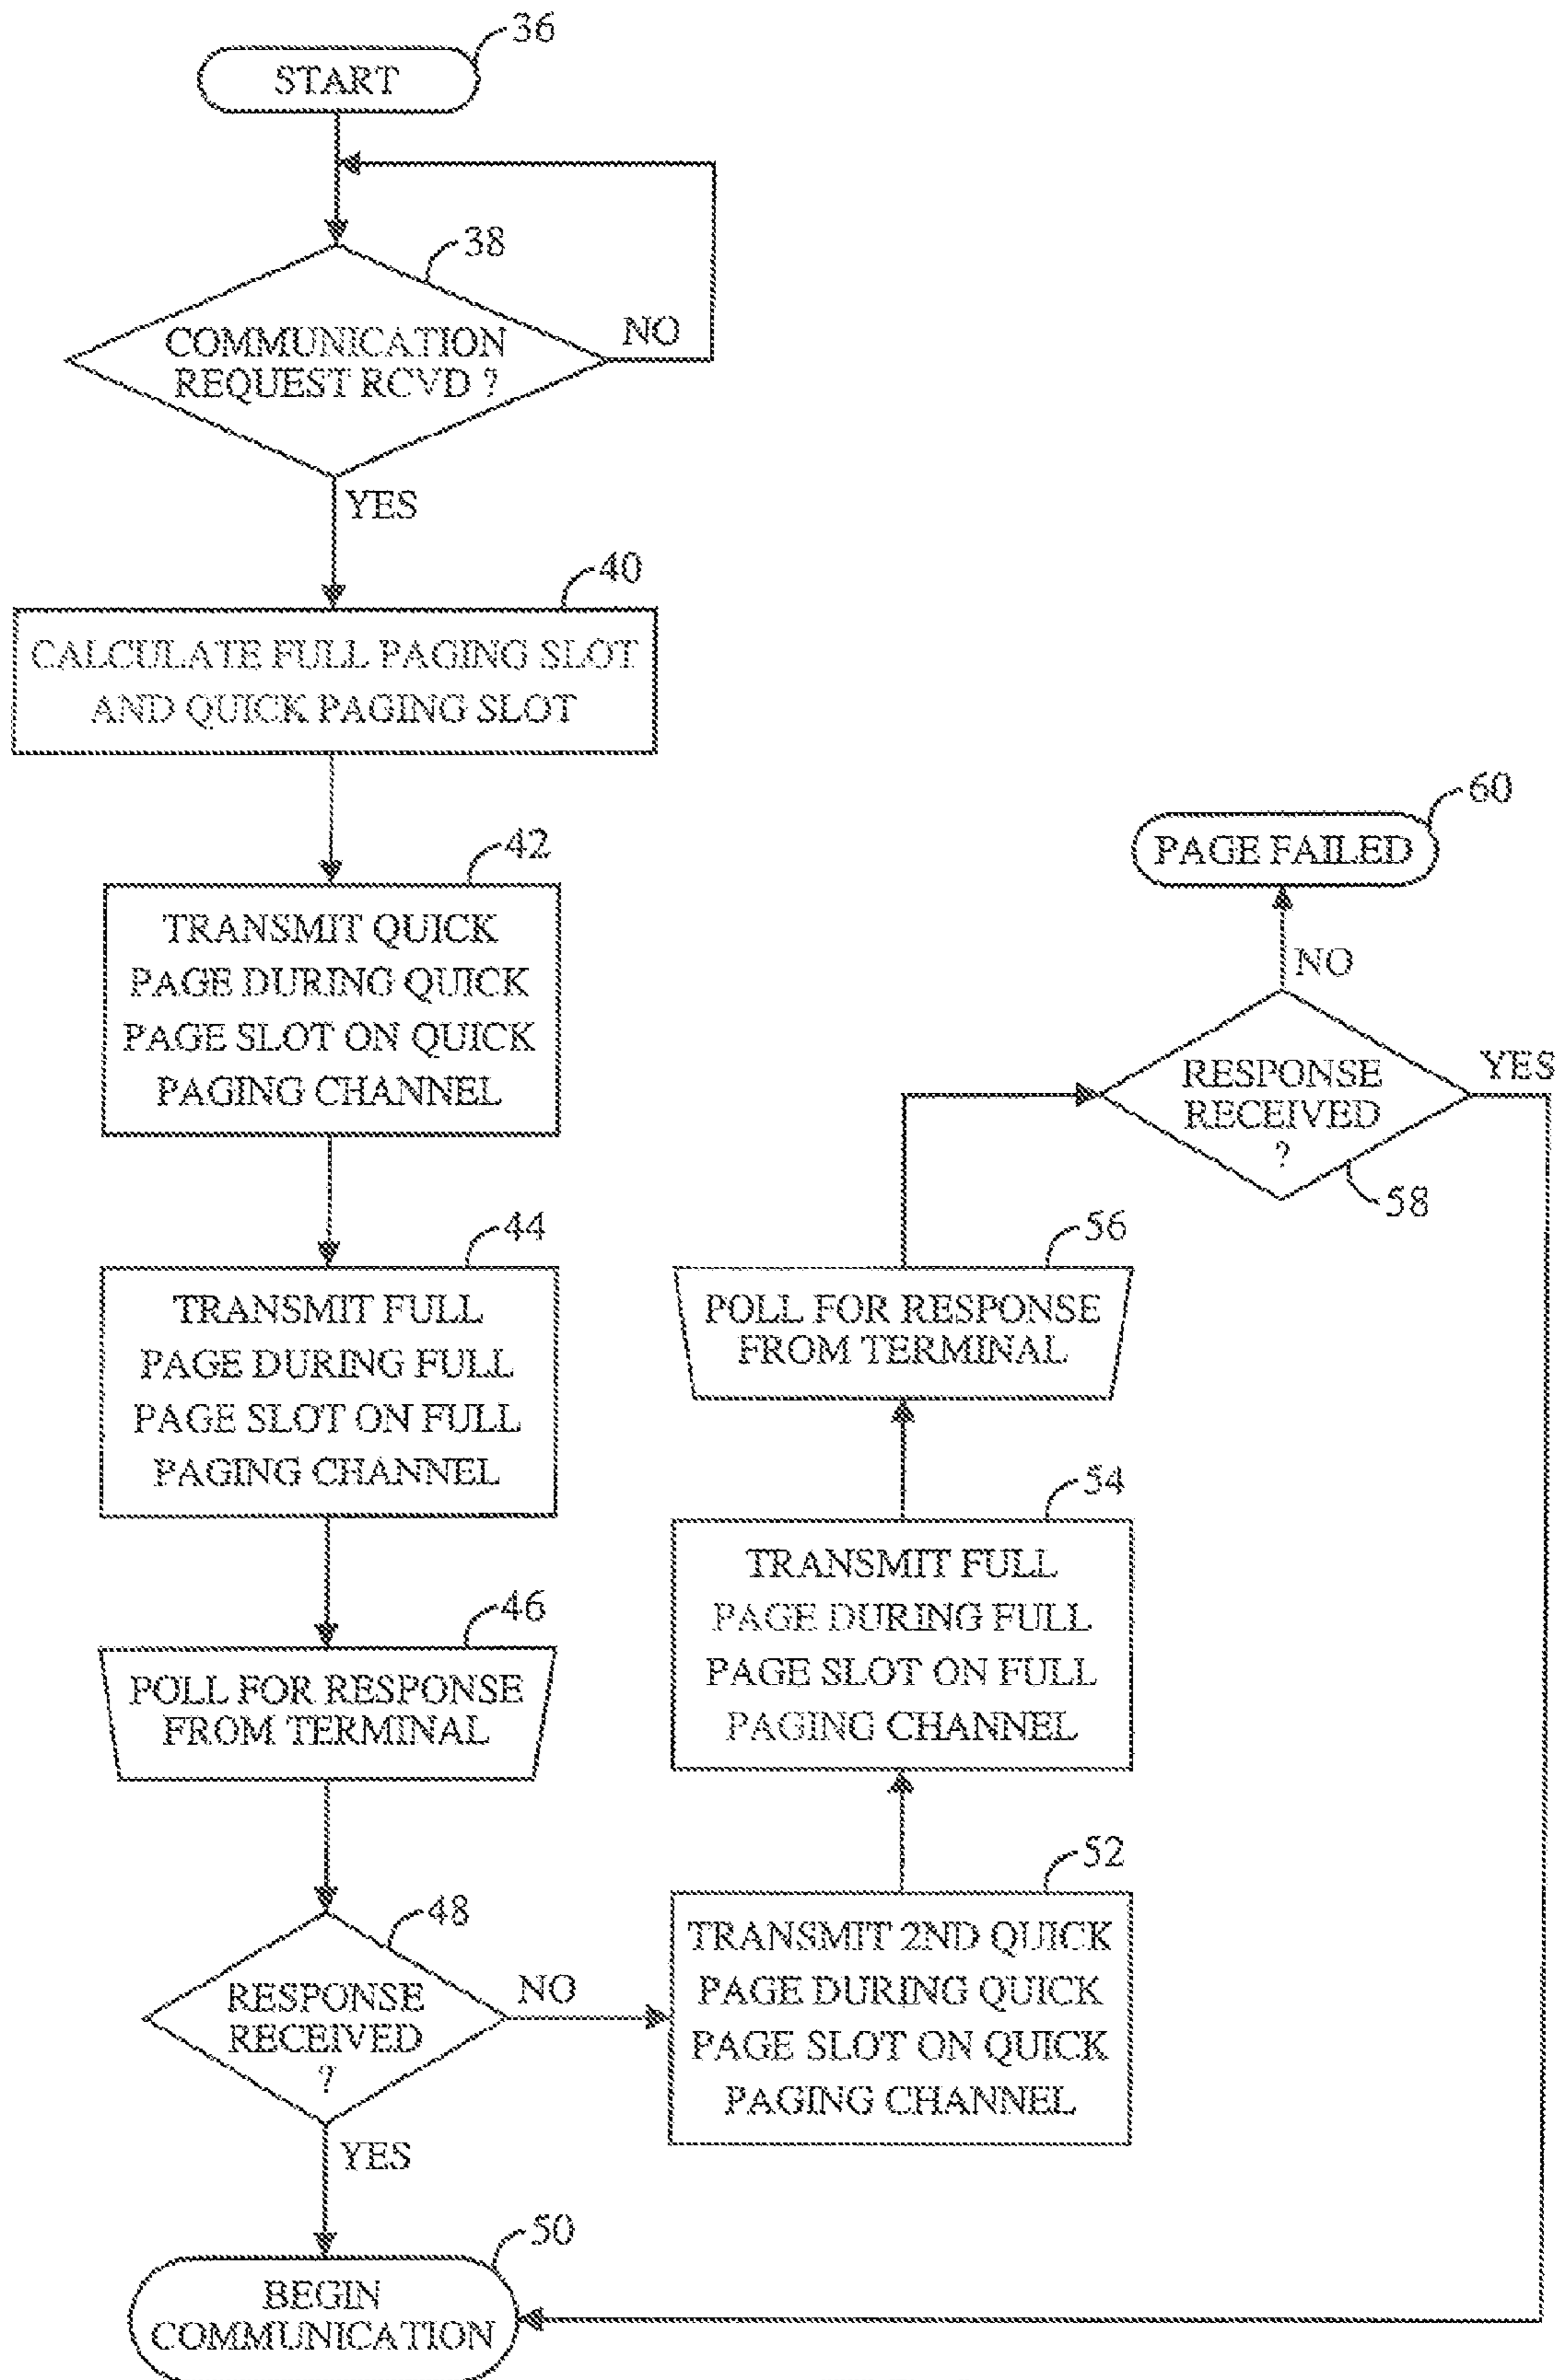 36
START
38
COMMUNICATION
REQUEST RCVD ?
NO
YES
40
CALCULATE FULL PAGING SLOT
AND QUICK PAGING SLOT
42
TRANSMIT QUICK
PAGE DURING QUICK
PAGE SLOT ON QUICK
PAGING CHANNEL
44
TRANSMIT FULL
PAGE DURING FULL
PAGE SLOT ON FULL
PAGING CHANNEL
46
POLL FOR RESPONSE
FROM TERMINAL
48
RESPONSE
RECEIVED
?
NO
YES
50
BEGIN
COMMUNICATION
52
TRANSMIT 2ND QUICK
PAGE DURING QUICK
PAGE SLOT ON QUICK
PAGING CHANNEL
54
TRANSMIT FULL
PAGE DURING FULL
PAGE SLOT ON FULL
PAGING CHANNEL
56
POLL FOR RESPONSE
FROM TERMINAL
58
RESPONSE
RECEIVED
?
YES
NO
60
PAGE FAILED